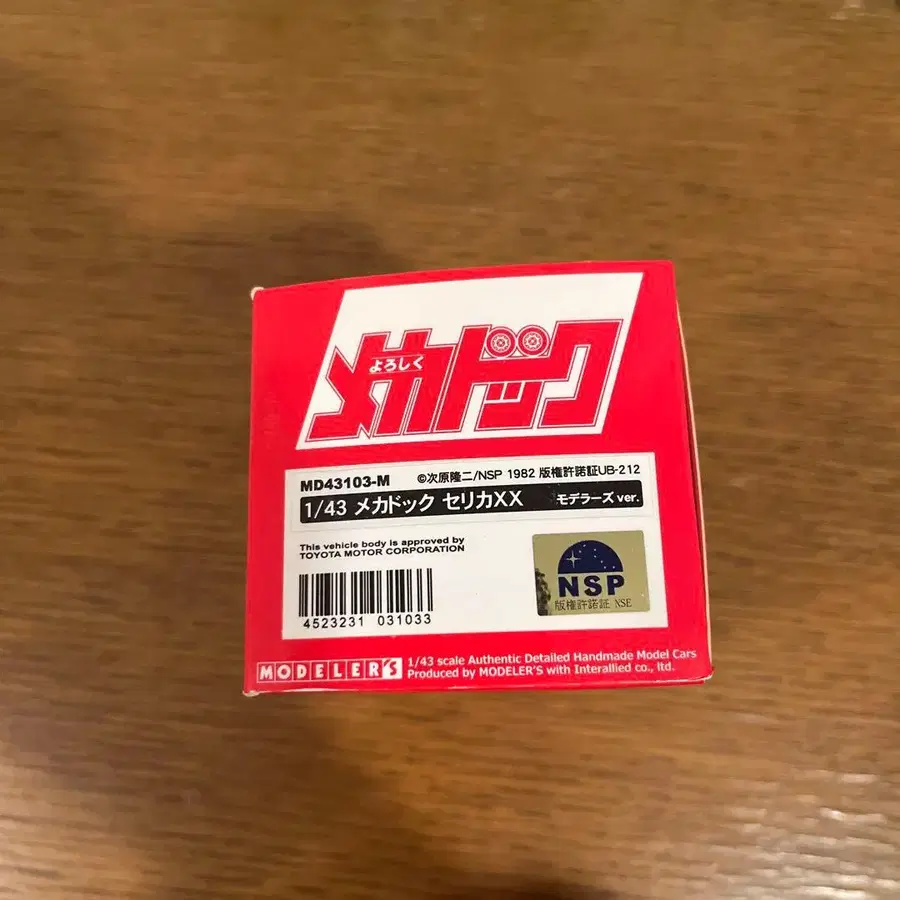 よろしく
メカドック
MD43103-M ©次原隆二/NSP 1982 版権許諾証UB-212
1/43 メカドック セリカXX モデラーズ ver.
This vehicle body is approved by
TOYOTA MOTOR CORPORATION
NSP
版権許諾証 NSE
4523231 031033
MODELER'S
1/43 scale Authentic Detailed Handmade Model Cars
Produced by MODELER'S with Interallied co., ltd.